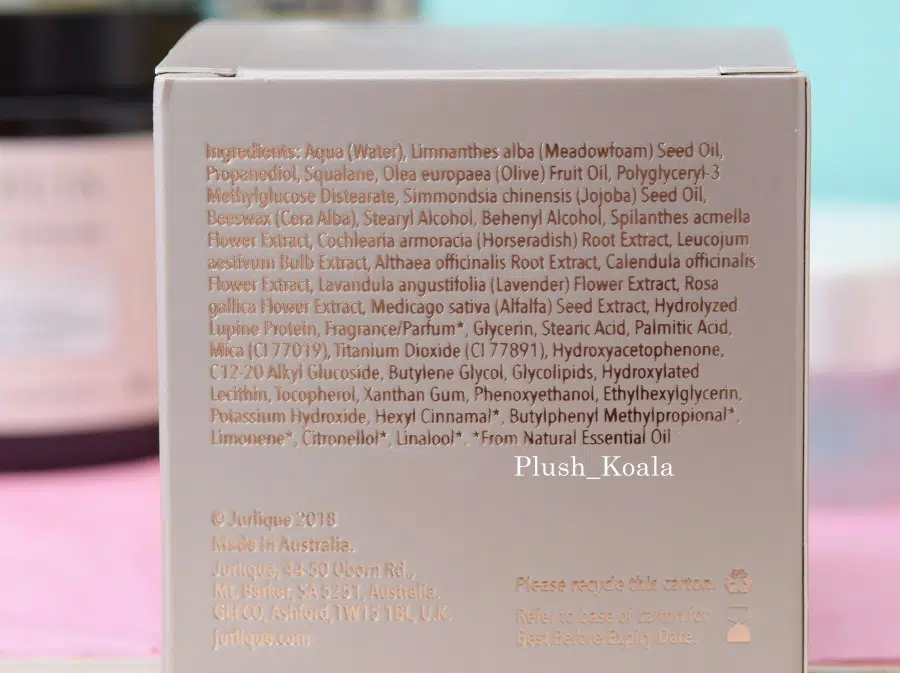 Ingredients: Aqua (Water), Limnanthes alba (Meadowfoam) Seed Oil,
Propanediol, Squalane, Olea europaea (Olive) Fruit Oil, Polyglyceryl-3
Methylglucose Distearate, Simmondsia chinensis (Jojoba) Seed Oil,
Beeswax (Cera Alba), Stearyl Alcohol, Behenyl Alcohol, Spilanthes acmella
Flower Extract, Cochlearia armoracia (Horseradish) Root Extract, Leucojum
aestivum Bulb Extract, Althaea officinalis Root Extract, Calendula officinalis
Flower Extract, Lavandula angustifolia (Lavender) Flower Extract, Rosa
gallica Flower Extract, Medicago sativa (Alfalfa) Seed Extract, Hydrolyzed
Lupine Protein, Fragrance/Parfum*, Glycerin, Stearic Acid, Palmitic Acid,
Mica (CI 77019), Titanium Dioxide (CI 77891), Hydroxyacetophenone,
C12-20 Alkyl Glucoside, Butylene Glycol, Glycolipids, Hydroxylated
Lecithin, Tocopherol, Xanthan Gum, Phenoxyethanol, Ethylhexylglycerin,
Potassium Hydroxide, Hexyl Cinnamal*, Butylphenyl Methylpropional*,
Limonene*, Citronellol*, Linalool*. *From Natural Essential Oil
Plush_Koala
© Jurlique 2018
Made in Australia.
Jurlique, 44-50 Oborn Rd.,
Mt. Barker, SA 5251, Australia.
GEFCO, Ashford, TW15 1BL, U.K.
jurlique.com
Please recycle this carton.
Refer to base of carton for
Best Before/Expiry Date.